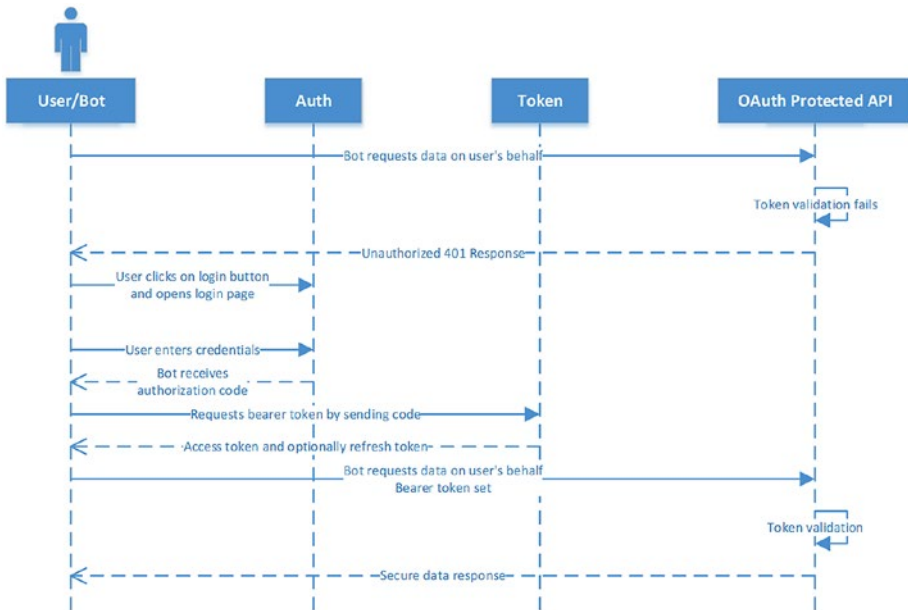 User/Bot
Auth
Token
OAuth Protected API
Bot requests data on user's behalf
Token validation fails
Unauthorized 401 Response
User clicks on login button
and opens login page
User enters credentials
Bot receives
authorization code
Requests bearer token by sending code
Access token and optionally refresh token
Bot requests data on user's behalf
Bearer token set
Token validation
Secure data response